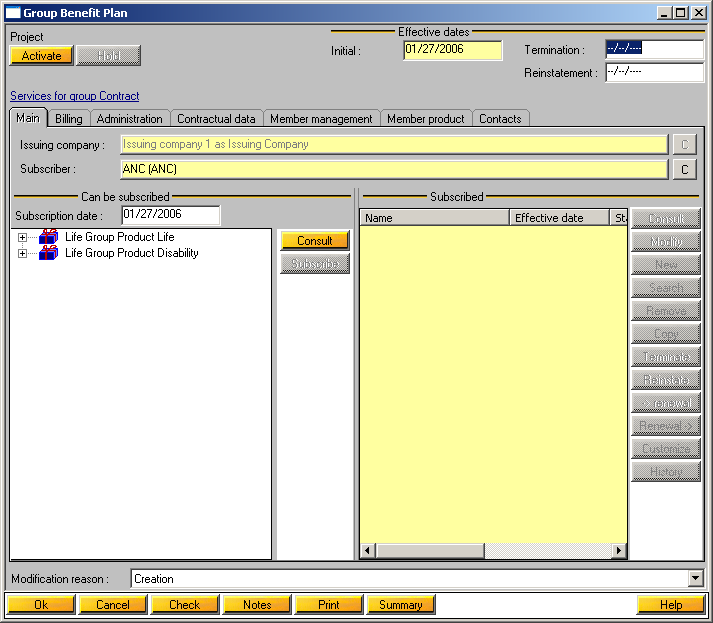 Group Benefit Plan
Project
Activate Hold
Effective dates
Initial : 01/27/2006
Termination : --/--/----
Reinstatement : --/--/----
Services for group Contract
Main Billing Administration Contractual data Member management Member product Contacts
Issuing company : Issuing company 1 as Issuing Company C
Subscriber : ANC (ANC) C
Can be subscribed
Subscription date : 01/27/2006
Life Group Product Life
Life Group Product Disability
Consult
Subscribe
Subscribed
Name Effective date Sta
Consult
Modify
New
Search
Remove
Copy
Terminate
Reinstate
<- renewal
Renewal ->
Customize
History
Modification reason : Creation
Ok Cancel Check Notes Print Summary Help